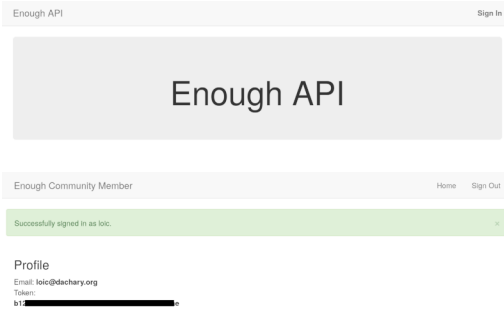 Enough API
Sign In
Enough API
Enough Community Member
Home Sign Out
Successfully signed in as loic.
×
Profile
Email: loic@dachary.org
Token: